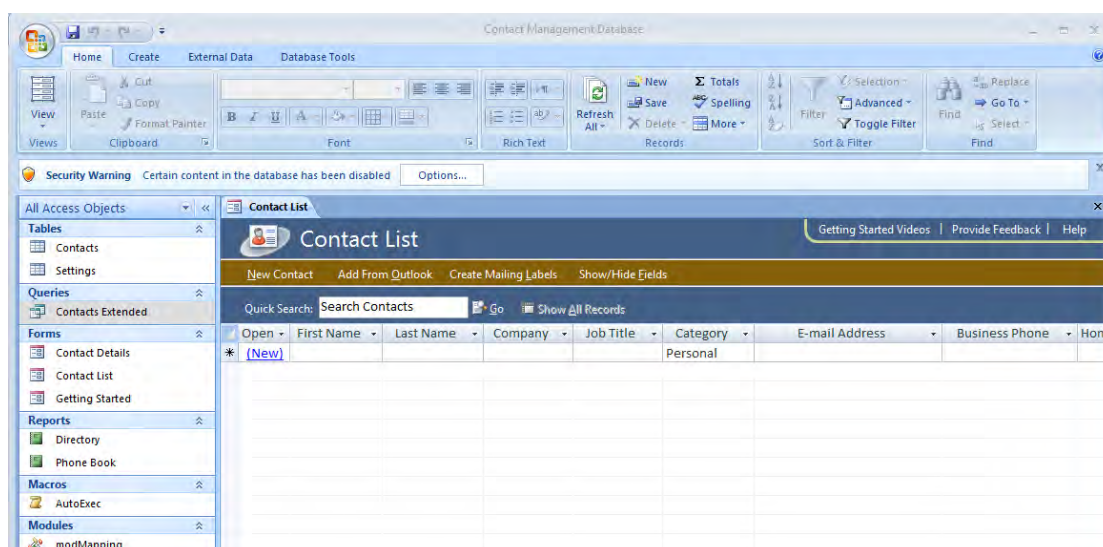 Contact Management Database
Home Create External Data Database Tools
View Paste Cut Copy Format Painter
B I U A
Refresh All
New Save Delete
Totals Spelling More
Filter Selection Advanced Toggle Filter
Find Replace Go To Select
Views Clipboard Font Rich Text Records Sort & Filter Find
Security Warning Certain content in the database has been disabled Options...
All Access Objects
Contact List
Tables
Contacts
Settings
Queries
Contacts Extended
Forms
Contact Details
Contact List
Getting Started
Reports
Directory
Phone Book
Macros
AutoExec
Modules
modMapping
Contact List
Getting Started Videos | Provide Feedback | Help
New Contact Add From Outlook Create Mailing Labels Show/Hide Fields
Quick Search: Search Contacts Go Show All Records
Open First Name Last Name Company Job Title Category E-mail Address Business Phone Hom
* (New) Personal